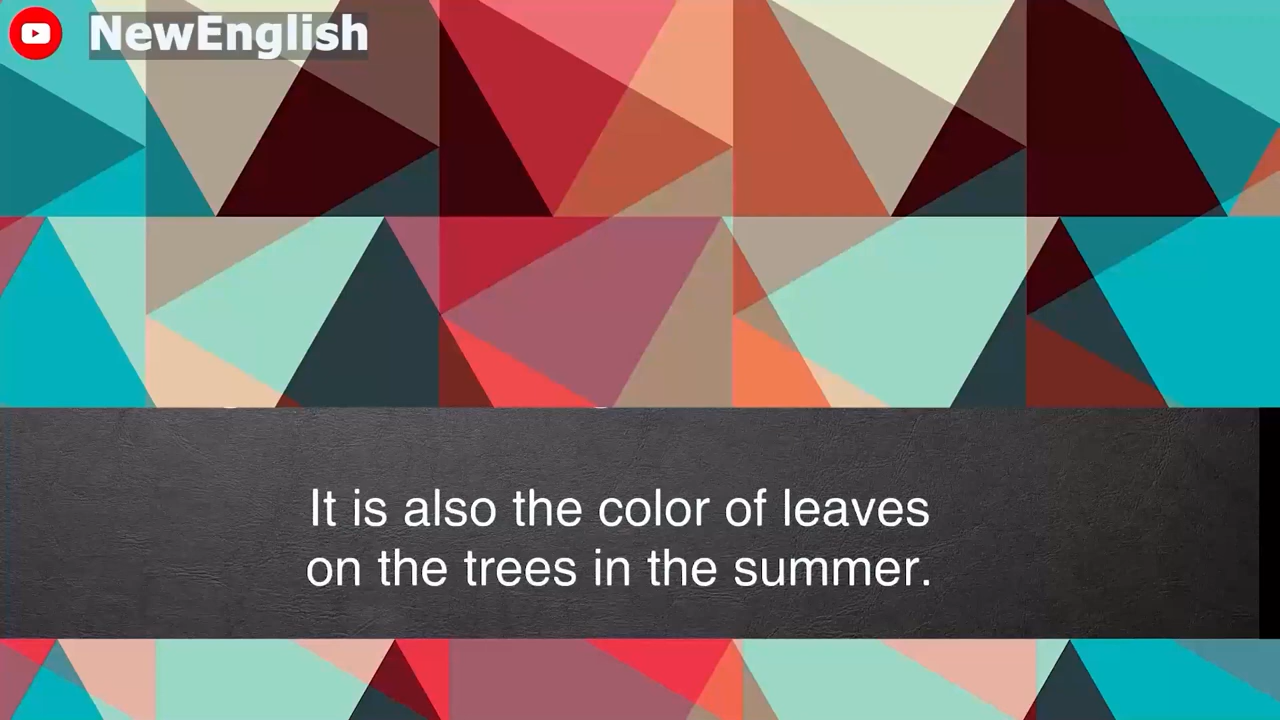 NewEnglish
It is also the color of leaves
on the trees in the summer.